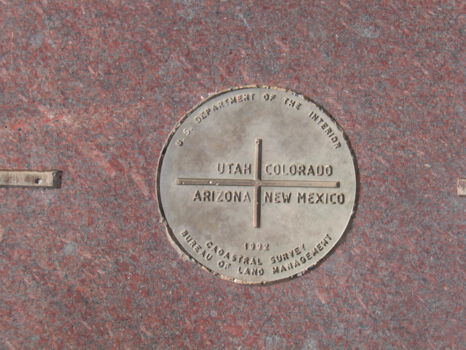 U.S. DEPARTMENT OF THE INTERIOR
UTAH COLORADO
ARIZONA NEW MEXICO
1992
CADASTRAL SURVEY
BUREAU OF LAND MANAGEMENT